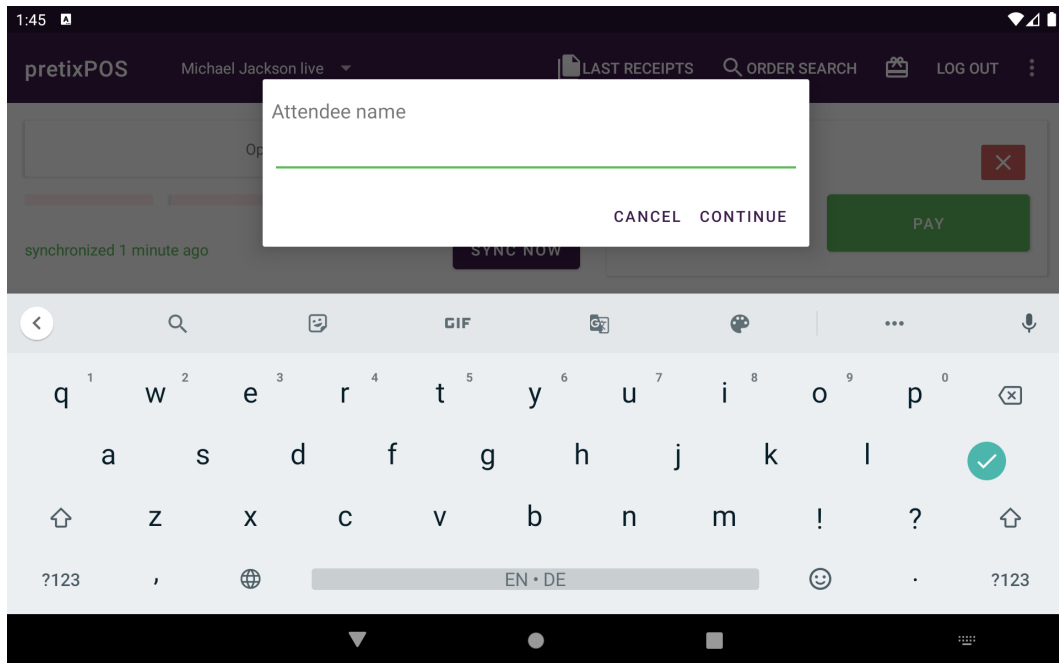 1:45 A
pretixPOS Michael Jackson live LAST RECEIPTS ORDER SEARCH LOG OUT
Attendee name
Op
CANCEL CONTINUE
PAY
synchronized 1 minute ago SYNC NOW
GIF
q 1 w 2 e 3 r 4 t 5 y 6 u 7 i 8 o 9 p 0
a s d f g h j k l
z x c v b n m ! ?
?123 , EN • DE . ?123